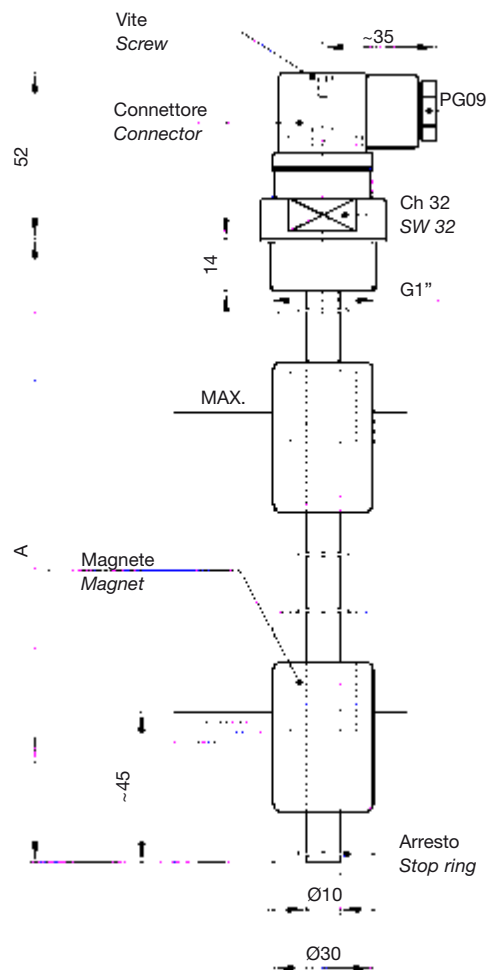 Vite
Screw
~35
PG09
Connettore
Connector
52
Ch 32
SW 32
14
G1”
MAX.
A
Magnete
Magnet
~45
Arresto
Stop ring
Ø10
Ø30